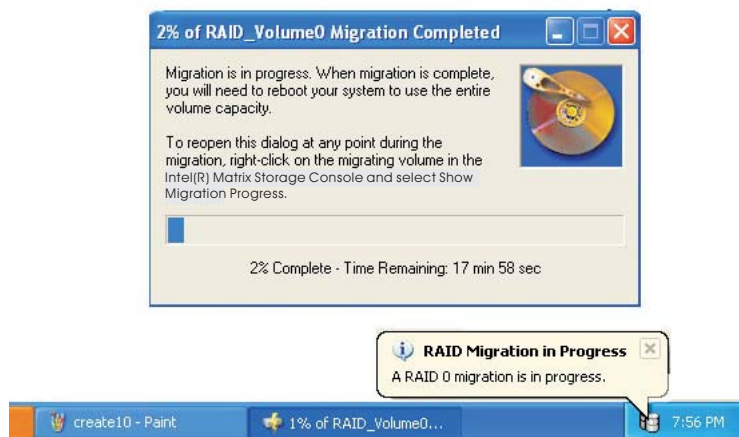 2% of RAID_Volume0 Migration Completed
Migration is in progress. When migration is complete,
you will need to reboot your system to use the entire
volume capacity.
To reopen this dialog at any point during the
migration, right-click on the migrating volume in the
Intel(R) Matrix Storage Console and select Show
Migration Progress.
2% Complete - Time Remaining: 17 min 58 sec
RAID Migration in Progress
A RAID 0 migration is in progress.
create10 - Paint
1% of RAID_Volume0...
7:56 PM